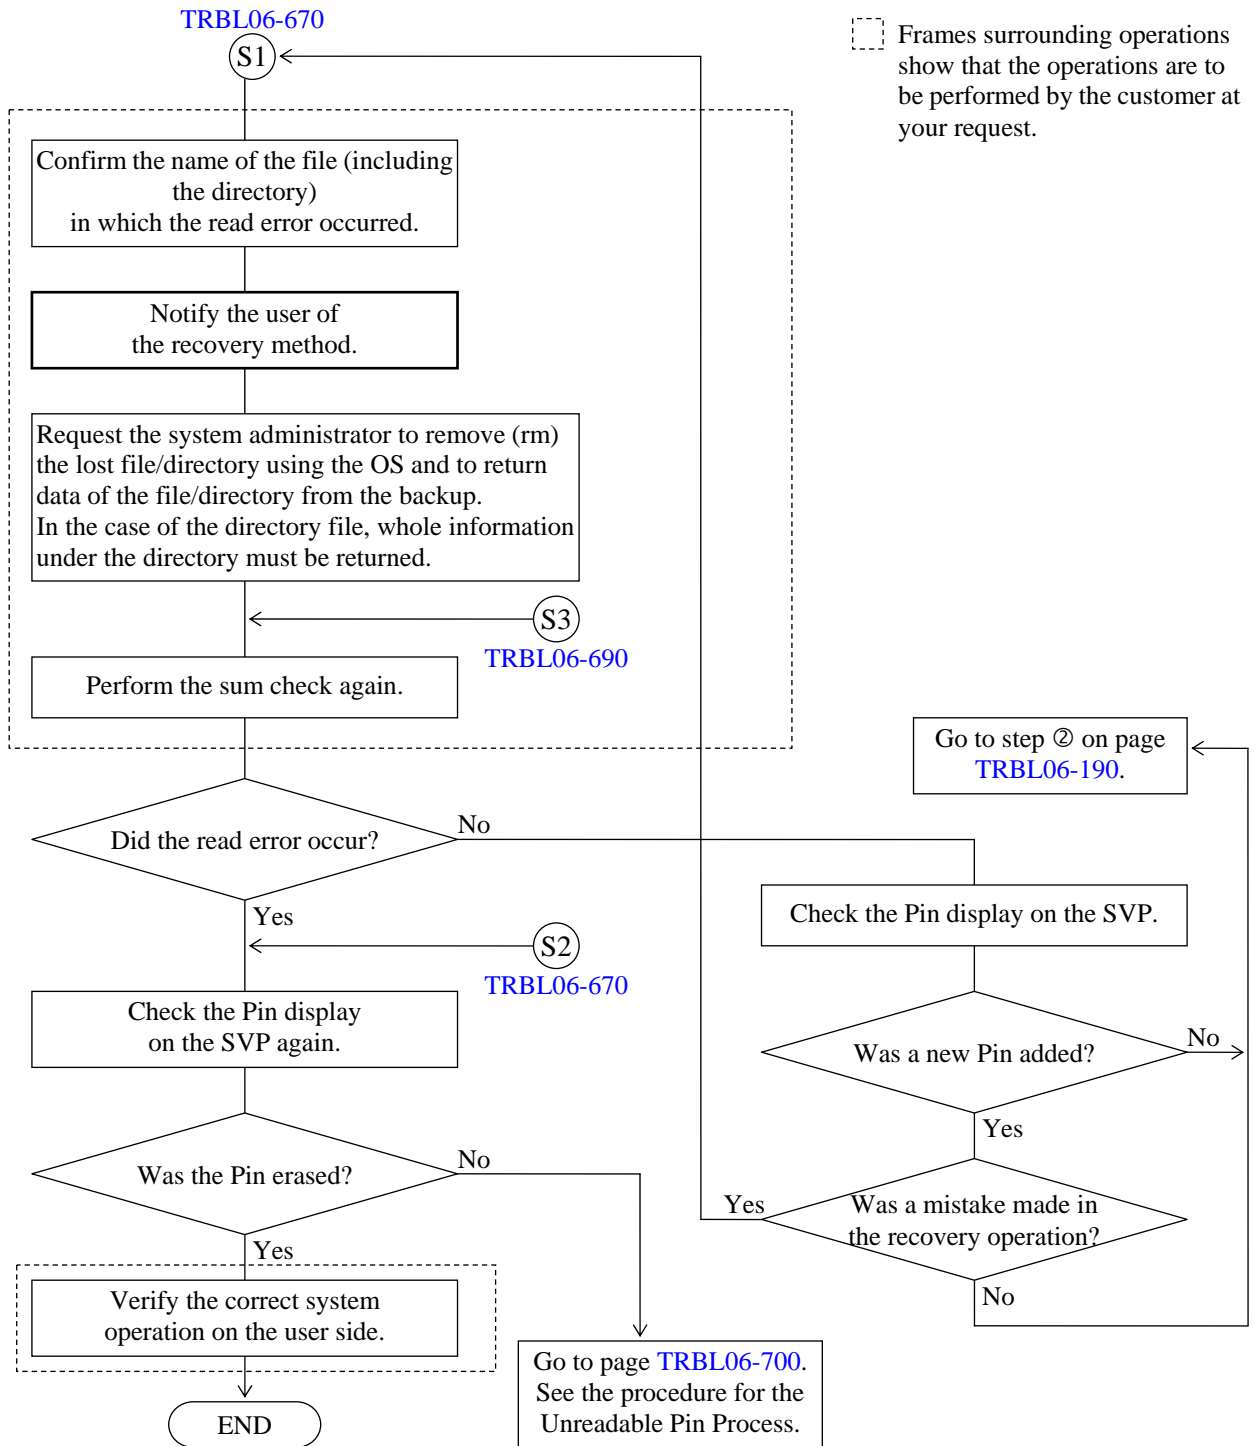 TRBL06-670
S1
Frames surrounding operations
show that the operations are to
be performed by the customer at
your request.
Confirm the name of the file (including
the directory)
in which the read error occurred.
Notify the user of
the recovery method.
Request the system administrator to remove (rm)
the lost file/directory using the OS and to return
data of the file/directory from the backup.
In the case of the directory file, whole information
under the directory must be returned.
S3
TRBL06-690
Perform the sum check again.
Go to step ② on page
TRBL06-190.
Did the read error occur?
No
Yes
Check the Pin display on the SVP.
S2
TRBL06-670
Check the Pin display
on the SVP again.
Was a new Pin added?
No
Yes
Was the Pin erased?
No
Yes
Was a mistake made in
the recovery operation?
Yes
No
Verify the correct system
operation on the user side.
Go to page TRBL06-700.
See the procedure for the
Unreadable Pin Process.
END